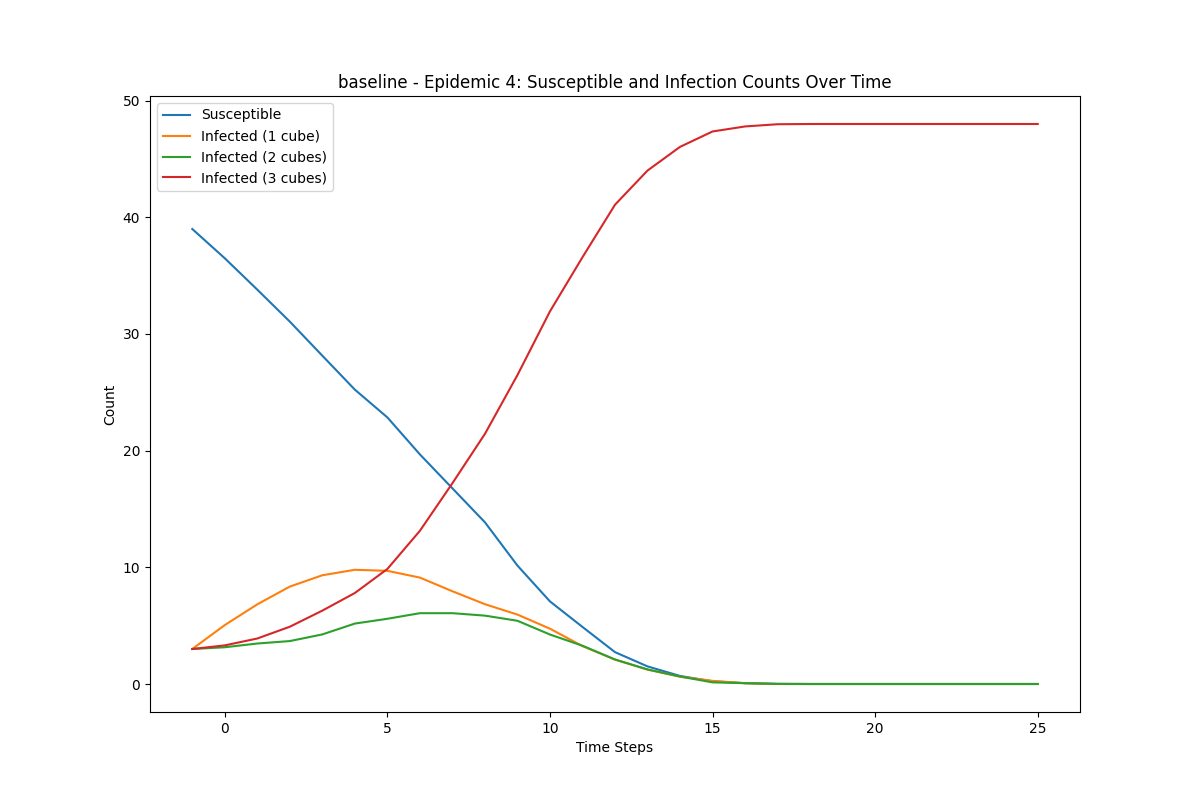 baseline - Epidemic 4: Susceptible and Infection Counts Over Time
Susceptible
Infected (1 cube)
Infected (2 cubes)
Infected (3 cubes)
50
40
30
20
10
0
Count
0 5 10 15 20 25
Time Steps